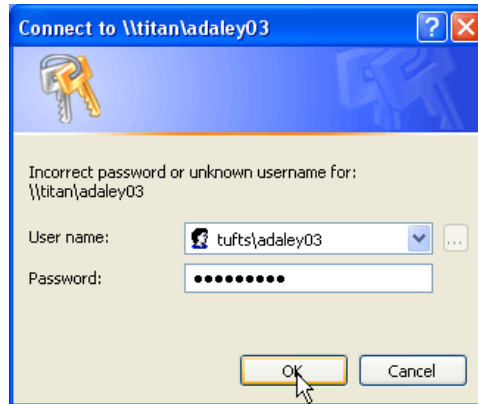 Connect to \\titan\adaley03
Incorrect password or unknown username for:
\\titan\adaley03
User name:
tufts\adaley03
...
Password:
●●●●●●●●●
OK
Cancel